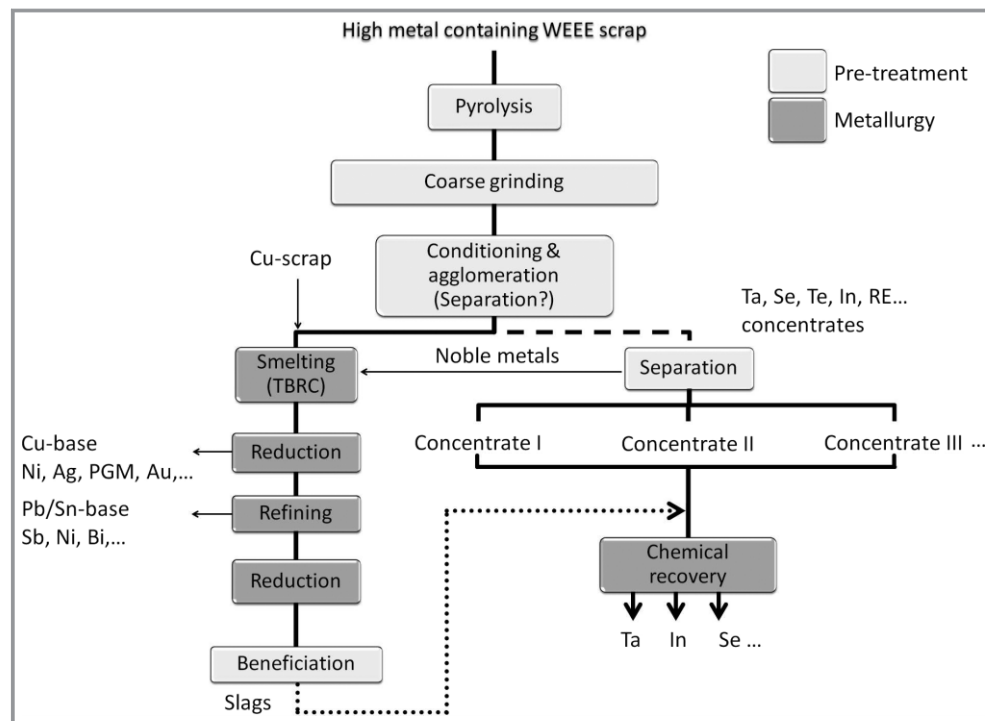 High metal containing WEEE scrap
Pre-treatment
Metallurgy
Pyrolysis
Coarse grinding
Conditioning &
agglomeration
(Separation?)
Cu-scrap
Ta, Se, Te, In, RE...
concentrates
Smelting
(TBRC)
Noble metals
Separation
Cu-base
Ni, Ag, PGM, Au,...
Reduction
Concentrate I
Concentrate II
Concentrate III ...
Pb/Sn-base
Sb, Ni, Bi,...
Refining
Reduction
Chemical
recovery
Ta
In
Se ...
Beneficiation
Slags